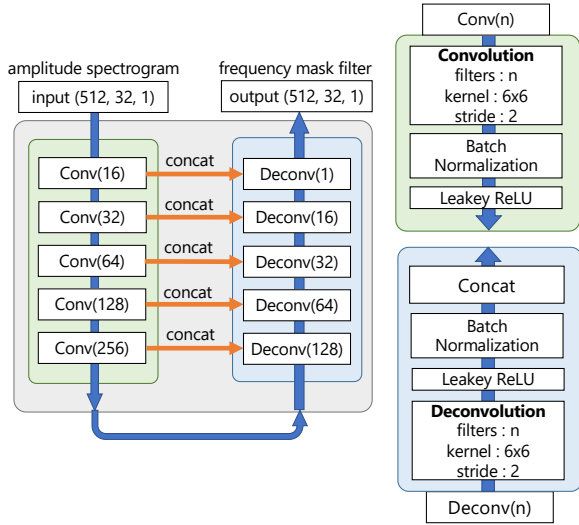 amplitude spectrogram
input (512, 32, 1)
frequency mask filter
output (512, 32, 1)
Conv(16)
concat
Deconv(1)
Conv(32)
concat
Deconv(16)
Conv(64)
concat
Deconv(32)
Conv(128)
concat
Deconv(64)
Conv(256)
concat
Deconv(128)
Conv(n)
Convolution
filters : n
kernel : 6x6
stride : 2
Batch
Normalization
Leakey ReLU
Concat
Batch
Normalization
Leakey ReLU
Deconvolution
filters : n
kernel : 6x6
stride : 2
Deconv(n)